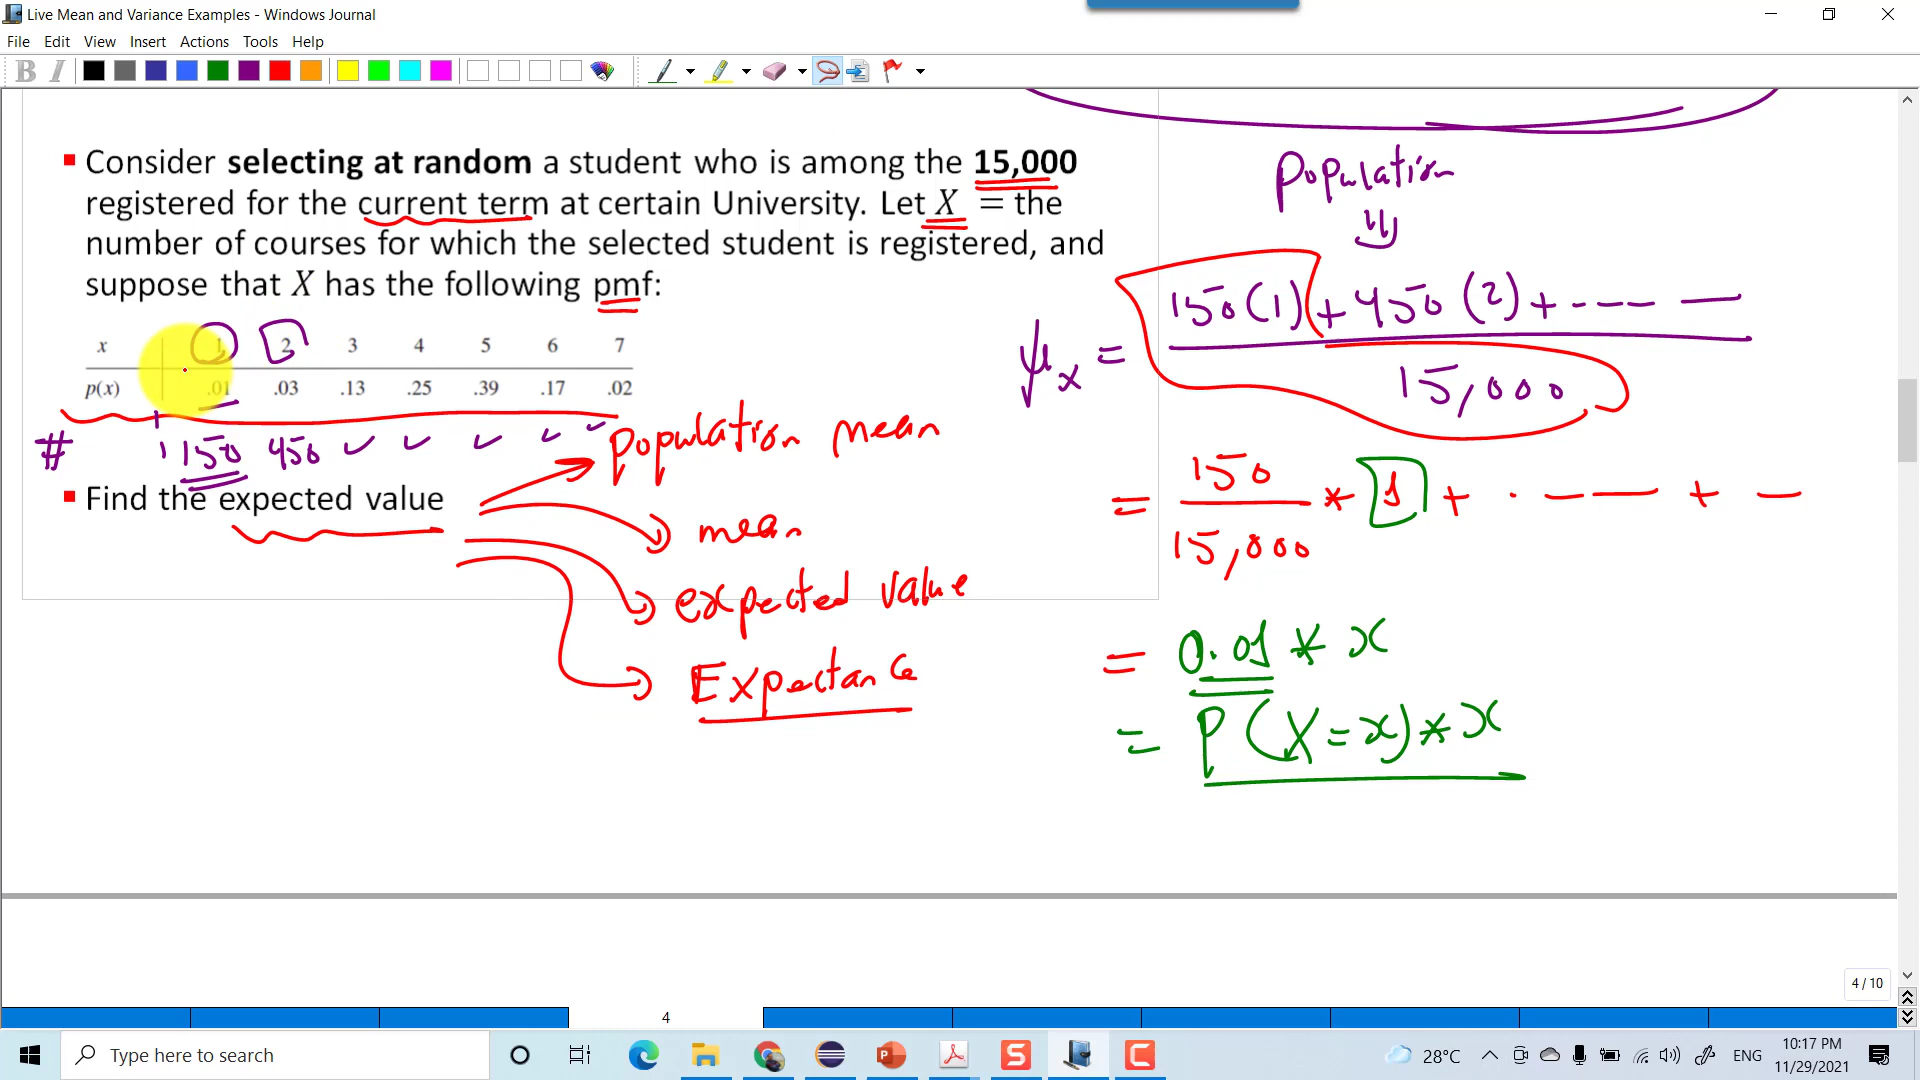 Live Mean and Variance Examples - Windows Journal
File Edit View Insert Actions Tools Help
B I
Consider selecting at random a student who is among the 15,000
registered for the current term at certain University. Let X = the
number of courses for which the selected student is registered, and
suppose that X has the following pmf:
x 1 2 3 4 5 6 7
p(x) .01 .03 .13 .25 .39 .17 .02
# 150 450
Find the expected value
population mean
mean
expected value
Expectance
Population
μx = 150(1) + 450(2) + ---- —
15,000
= 150 * 1 + . - — — + —
15,000
= 0.01 * x
= P(X=x) * x
4 / 10
4
Type here to search
28°C
ENG
10:17 PM
11/29/2021